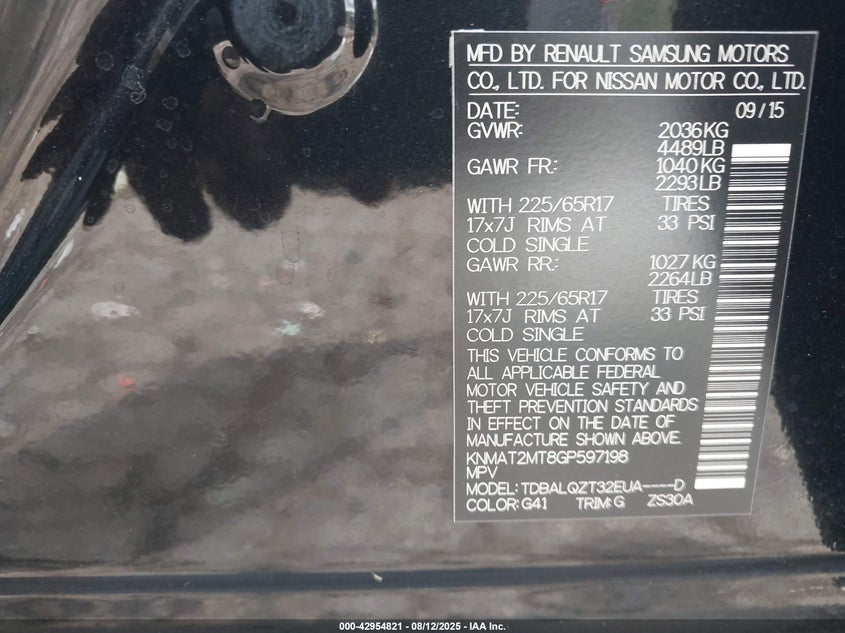 MFD BY RENAULT SAMSUNG MOTORS
CO., LTD. FOR NISSAN MOTOR CO., LTD.
DATE: 09/15
GVWR: 2036KG
4489LB
GAWR FR.: 1040KG
2293LB
WITH 225/65R17 TIRES
17x7J RIMS AT 33 PSI
COLD SINGLE
GAWR RR.: 1027KG
2264LB
WITH 225/65R17 TIRES
17x7J RIMS AT 33 PSI
COLD SINGLE
THIS VEHICLE CONFORMS TO
ALL APPLICABLE FEDERAL
MOTOR VEHICLE SAFETY AND
THEFT PREVENTION STANDARDS
IN EFFECT ON THE DATE OF
MANUFACTURE SHOWN ABOVE.
KNMAT2MT8GP597198
MPV
MODEL: TDBALQZT32EUA----D
COLOR: G41 TRIM: G ZS30A
000-42954821 - 08/12/2025 - IAA Inc.